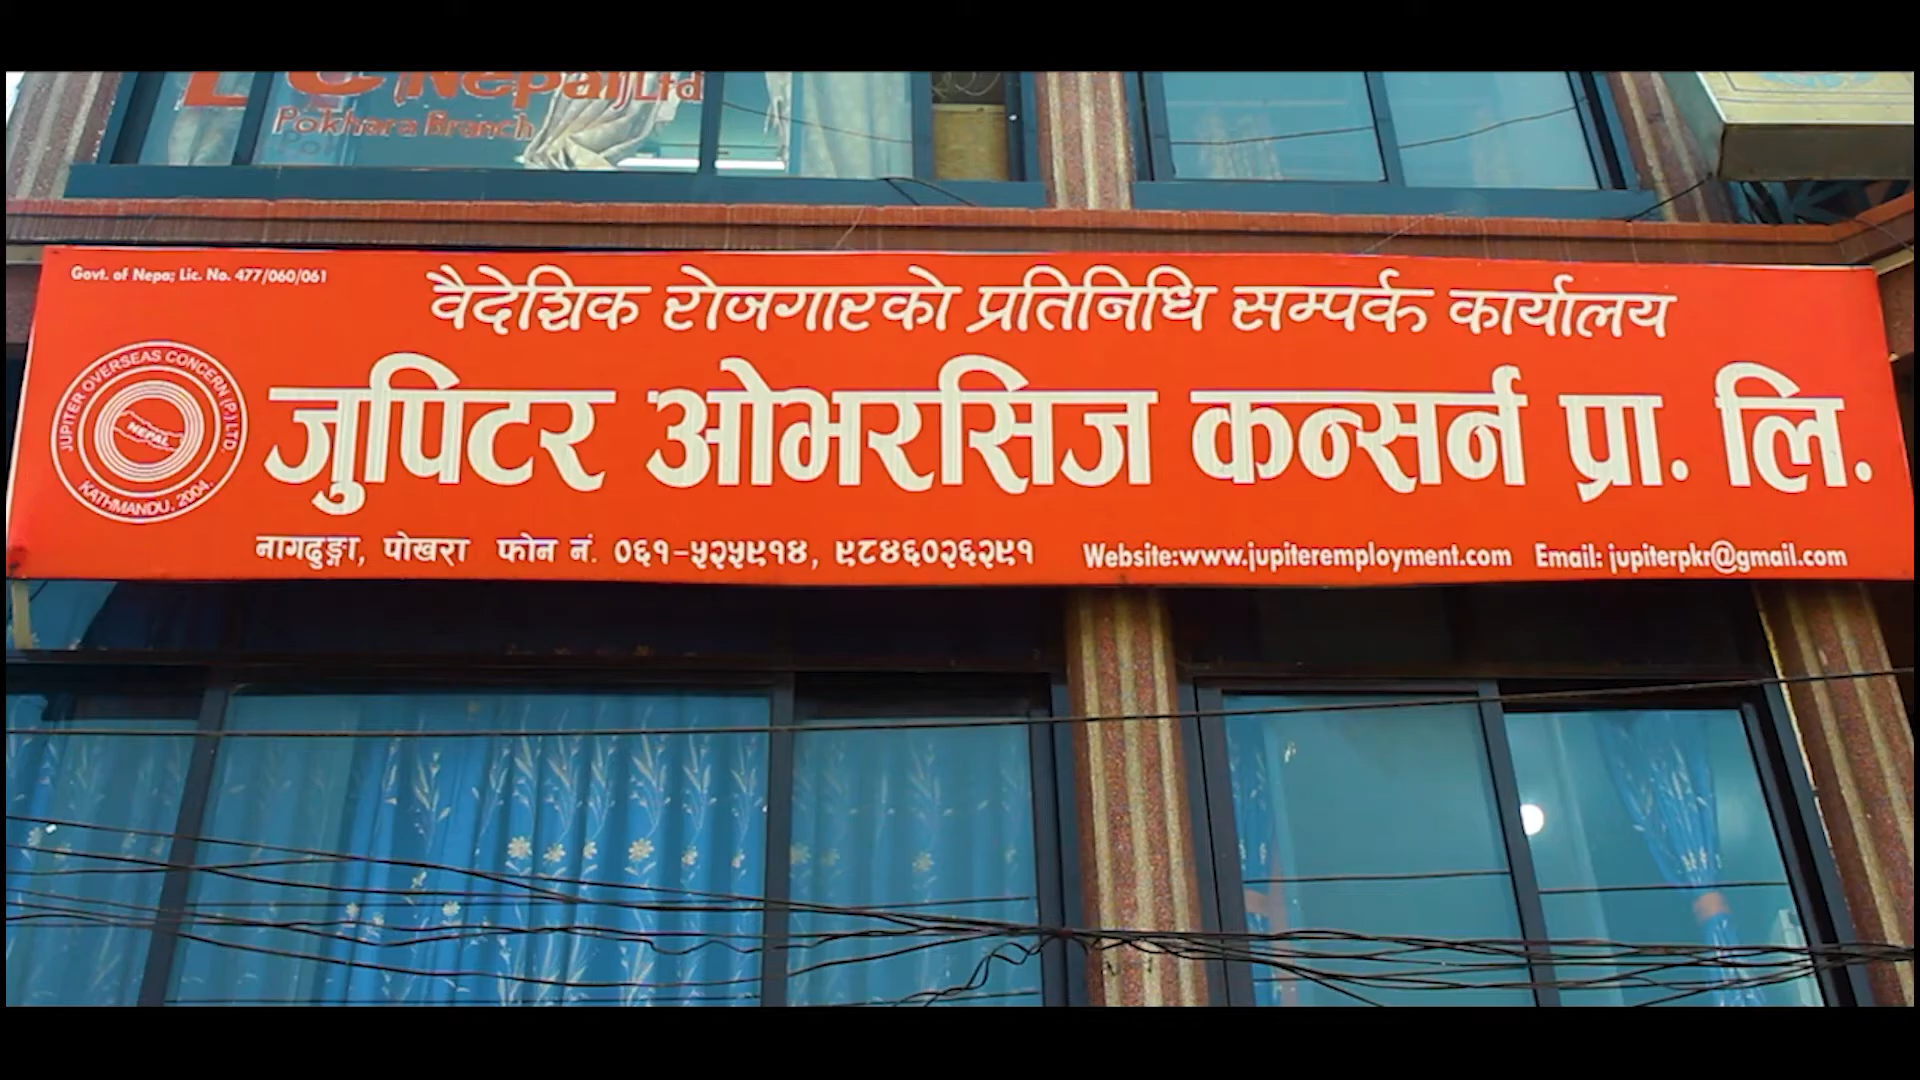 Nepal Ltd
Pokhara Branch
Govt. of Nepa; Lic. No. 477/060/061
वैदेशिक रोजगारको प्रतिनिधि सम्पर्क कार्यालय
JUPITER OVERSEAS CONCERN (P.) LTD.
NEPAL
KATHMANDU, 2004.
जुपिटर ओभरसिज कन्सर्न प्रा. लि.
नागढुङ्गा, पोखरा फोन नं. ०६१-५२५९१४, ९८४६०२६२९१ Website:www.jupiteremployment.com Email: jupiterpkr@gmail.com